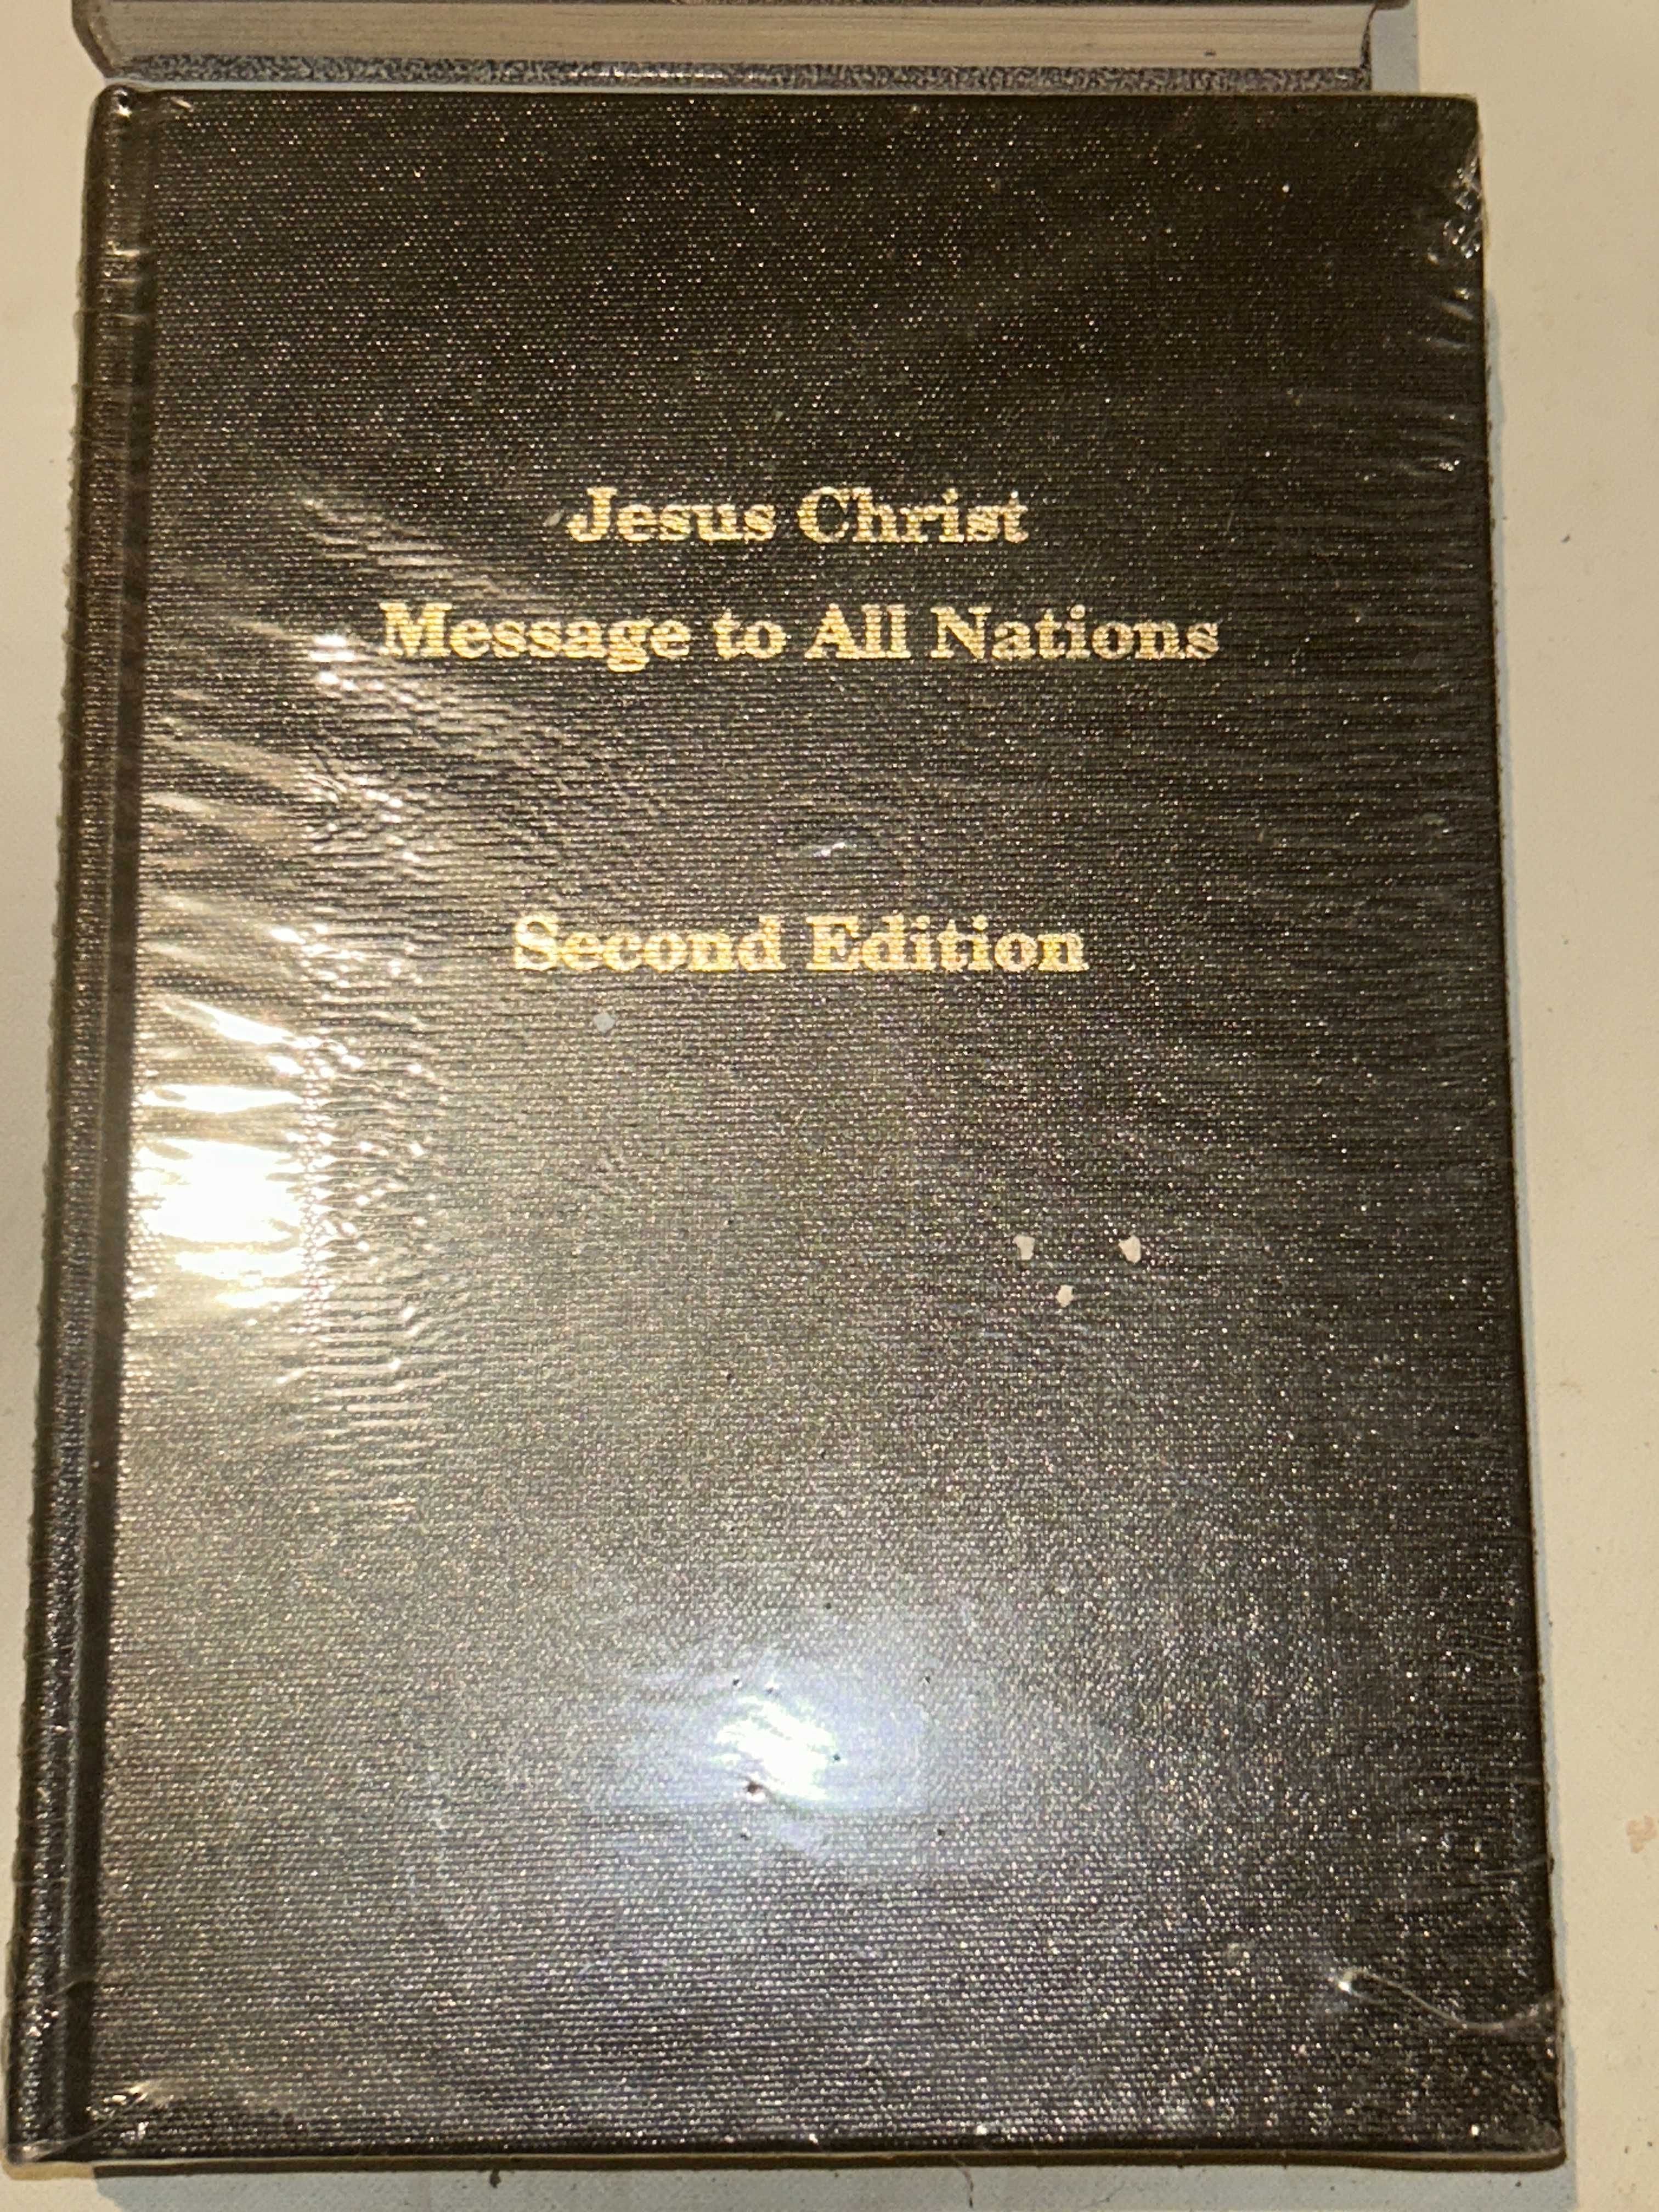 Jesus Christ
Message to All Nations
Second Edition